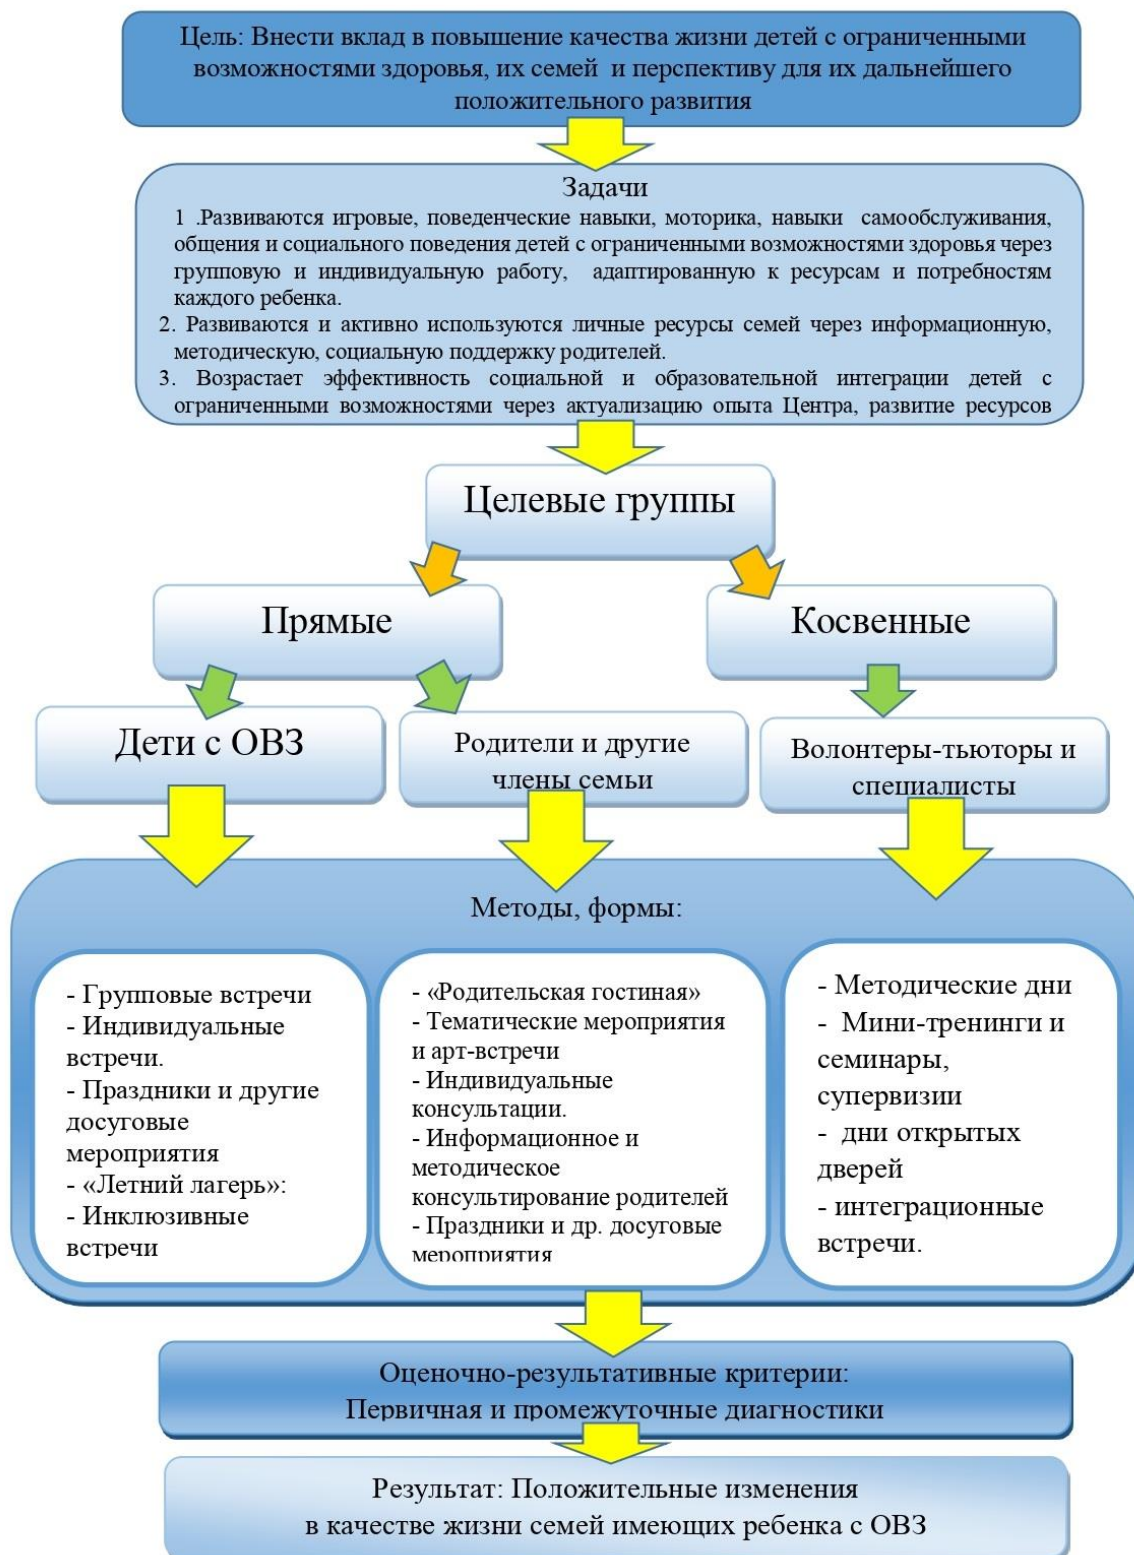 Цель: Внести вклад в повышение качества жизни детей с ограниченными
возможностями здоровья, их семей и перспективу для их дальнейшего
положительного развития
Задачи
1 .Развиваются игровые, поведенческие навыки, моторика, навыки самообслуживания,
общения и социального поведения детей с ограниченными возможностями здоровья через
групповую и индивидуальную работу, адаптированную к ресурсам и потребностям
каждого ребенка.
2. Развиваются и активно используются личные ресурсы семей через информационную,
методическую, социальную поддержку родителей.
3. Возрастает эффективность социальной и образовательной интеграции детей с
ограниченными возможностями через актуализацию опыта Центра, развитие ресурсов
Целевые группы
Прямые
Косвенные
Дети с ОВЗ
Родители и другие
члены семьи
Волонтеры-тьюторы и
специалисты
Методы, формы:
- Групповые встречи
- Индивидуальные
встречи.
- Праздники и другие
досуговые
мероприятия
- «Летний лагерь»:
- Инклюзивные
встречи
- «Родительская гостиная»
- Тематические мероприятия
и арт-встречи
- Индивидуальные
консультации.
- Информационное и
методическое
консультирование родителей
- Праздники и др. досуговые
мероприятия
- Методические дни
- Мини-тренинги и
семинары,
супервизии
- дни открытых
дверей
- интеграционные
встречи.
Оценочно-результативные критерии:
Первичная и промежуточные диагностики
Результат: Положительные изменения
в качестве жизни семей имеющих ребенка с ОВЗ